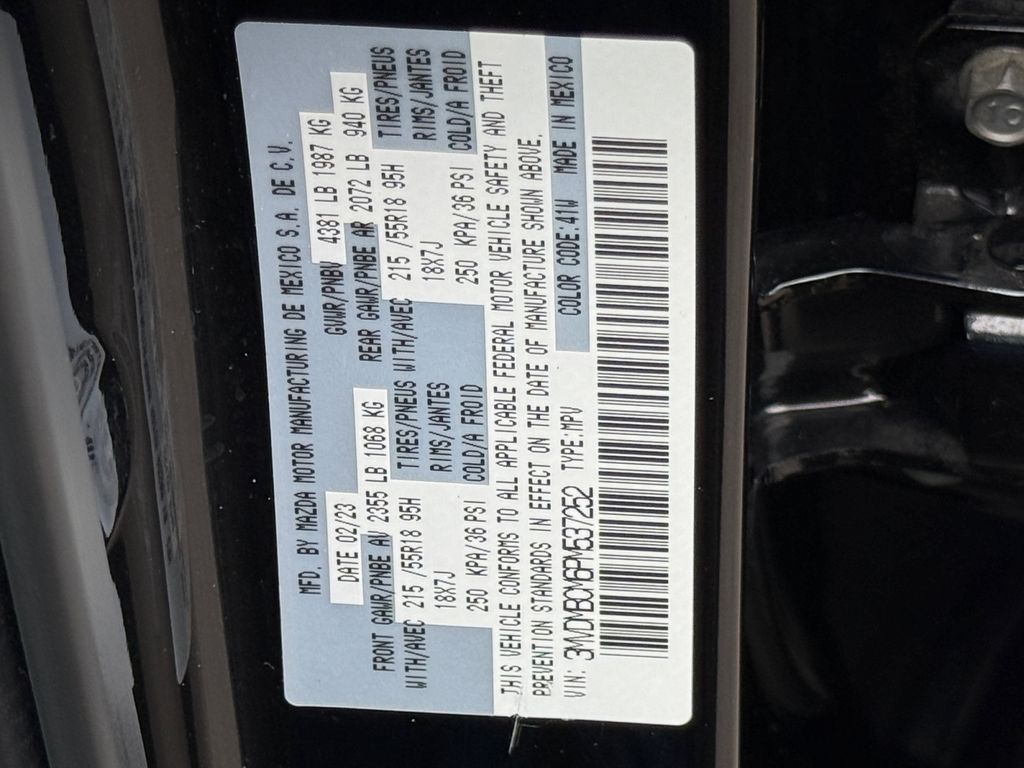 MFD. BY MAZDA MOTOR MANUFACTURING DE MEXICO S.A. DE C.V.
DATE 02/23 GVWR/PNBV 4381 LB 1987 KG
FRONT GAWR/PNBE AV 2355 LB 1068 KG REAR GAWR/PNBE AR 2072 LB 940 KG
WITH/AVEC 215 /55R18 95H TIRES/PNEUS WITH/AVEC 215 /55R18 95H TIRES/PNEUS
18X7J RIMS/JANTES 18X7J RIMS/JANTES
250 KPA/36 PSI COLD/A FROID 250 KPA/36 PSI COLD/A FROID
THIS VEHICLE CONFORMS TO ALL APPLICABLE FEDERAL MOTOR VEHICLE SAFETY AND THEFT
PREVENTION STANDARDS IN EFFECT ON THE DATE OF MANUFACTURE SHOWN ABOVE.
VIN: 3MVDMBCM6PM537252 TYPE:MPV COLOR CODE:41W MADE IN MEXICO